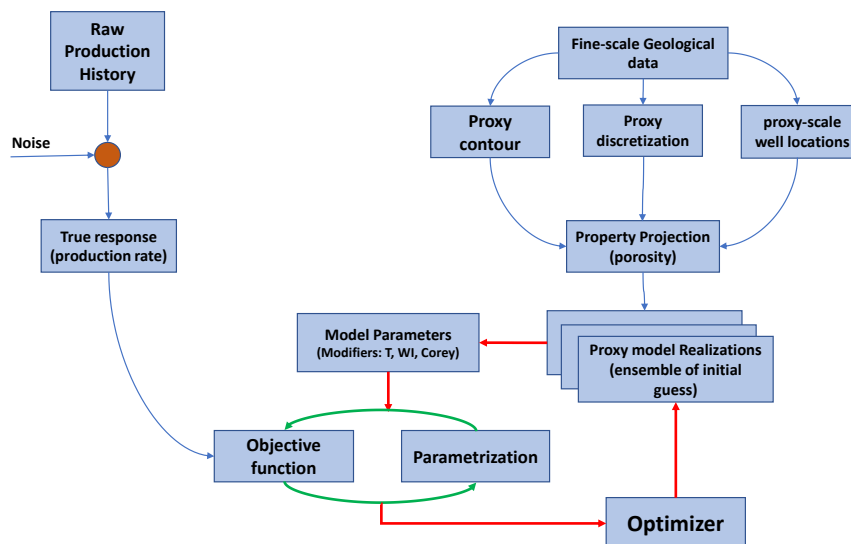 Raw
Production
History
Noise
True response
(production rate)
Fine-scale Geological
data
Proxy
contour
Proxy
discretization
proxy-scale
well locations
Property Projection
(porosity)
Model Parameters
(Modifiers: T, WI, Corey)
Proxy model Realizations
(ensemble of initial
guess)
Objective
function
Parametrization
Optimizer